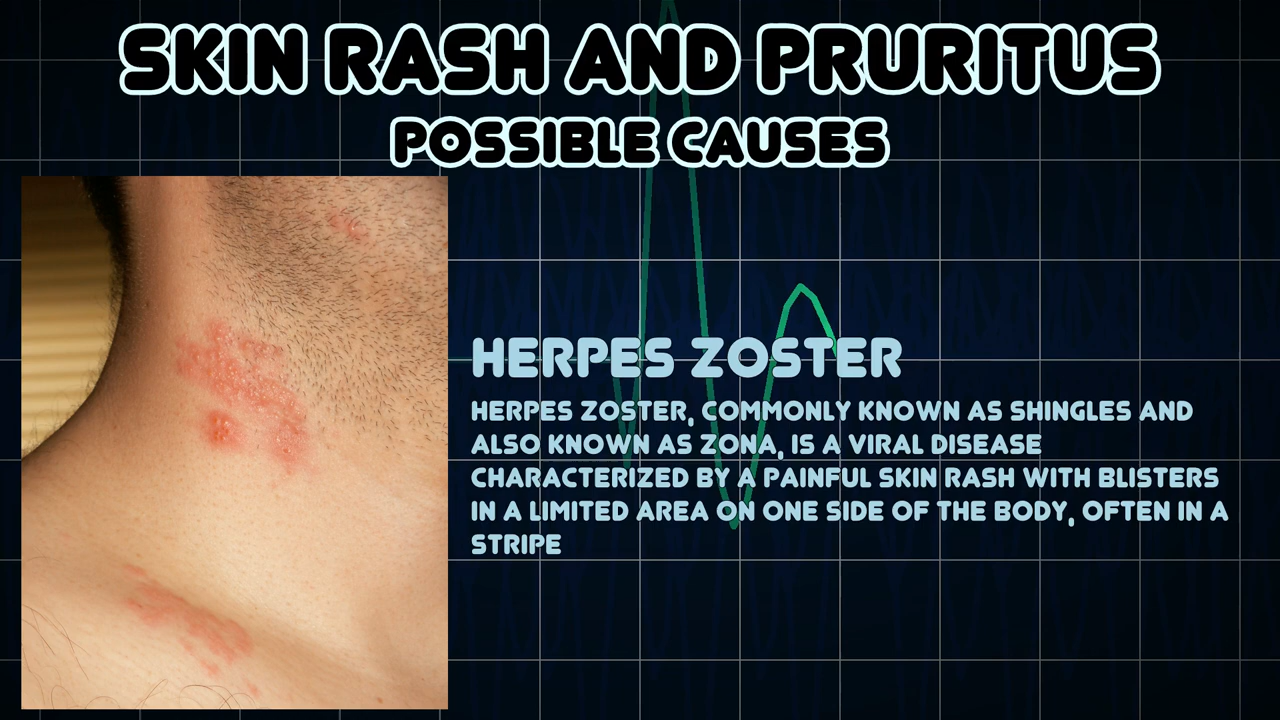 SKIN RASH AND PRURITUS
POSSIBLE CAUSES
HERPES ZOSTER
HERPES ZOSTER, COMMONLY KNOWN AS SHINGLES AND
ALSO KNOWN AS ZONA, IS A VIRAL DISEASE
CHARACTERIZED BY A PAINFUL SKIN RASH WITH BLISTERS
IN A LIMITED AREA ON ONE SIDE OF THE BODY, OFTEN IN A
STRIPE